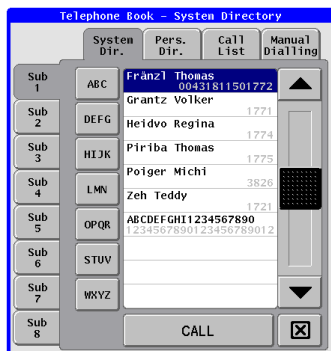 Telephone Book - System Directory
System Dir.
Pers. Dir.
Call List
Manual Dialling
Sub 1
Sub 2
Sub 3
Sub 4
Sub 5
Sub 6
Sub 7
Sub 8
ABC
DEFG
HIJK
LMN
OPQR
STUV
WXYZ
Fränzl Thomas
00431811501772
Grantz Volker
1771
Heidvo Regina
1774
Piriba Thomas
1775
Poiger Michi
3826
Zeh Teddy
1721
ABCDEFGHI1234567890
1234567890123456789012
CALL